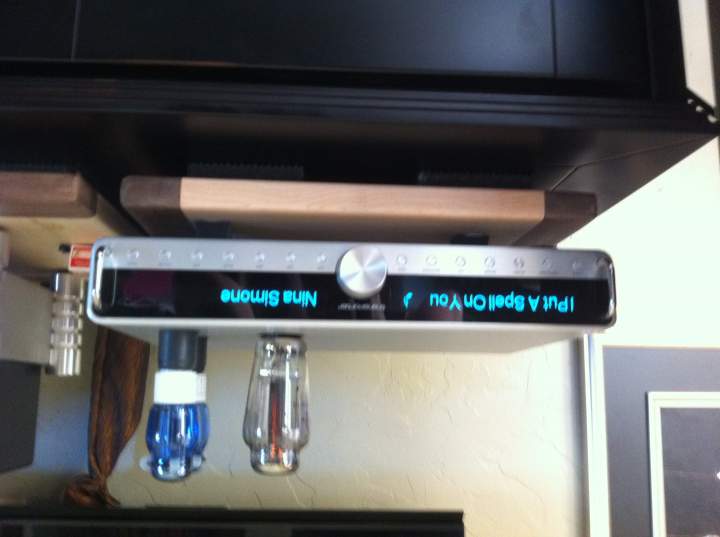 I Put A Spell On You ♪
Nina Simone